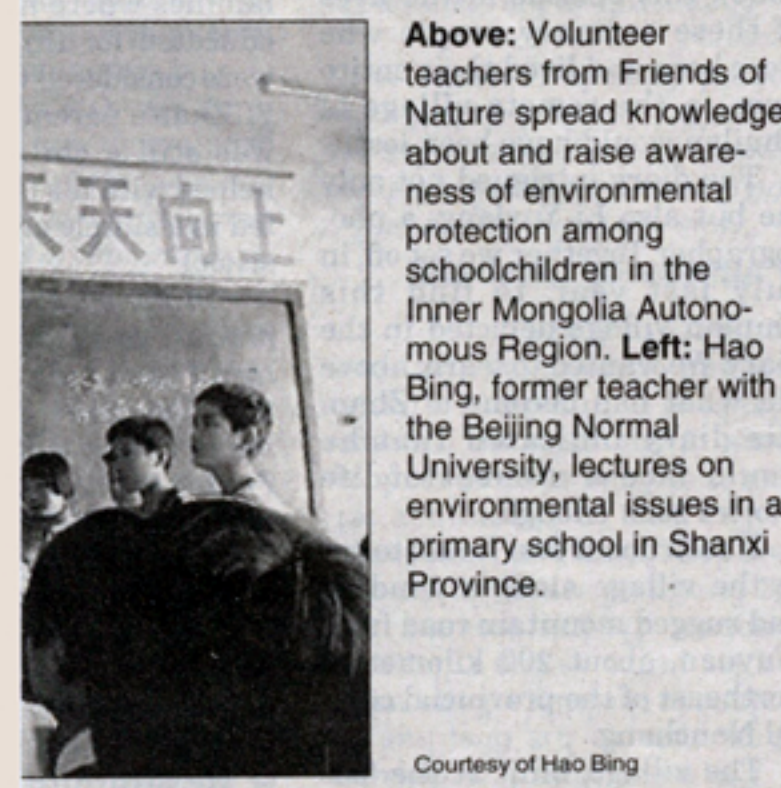 天天向上
Above: Volunteer
teachers from Friends of
Nature spread knowledge
about and raise aware-
ness of environmental
protection among
schoolchildren in the
Inner Mongolia Autono-
mous Region. Left: Hao
Bing, former teacher with
the Beijing Normal
University, lectures on
environmental issues in a
primary school in Shanxi
Province.
Courtesy of Hao Bing